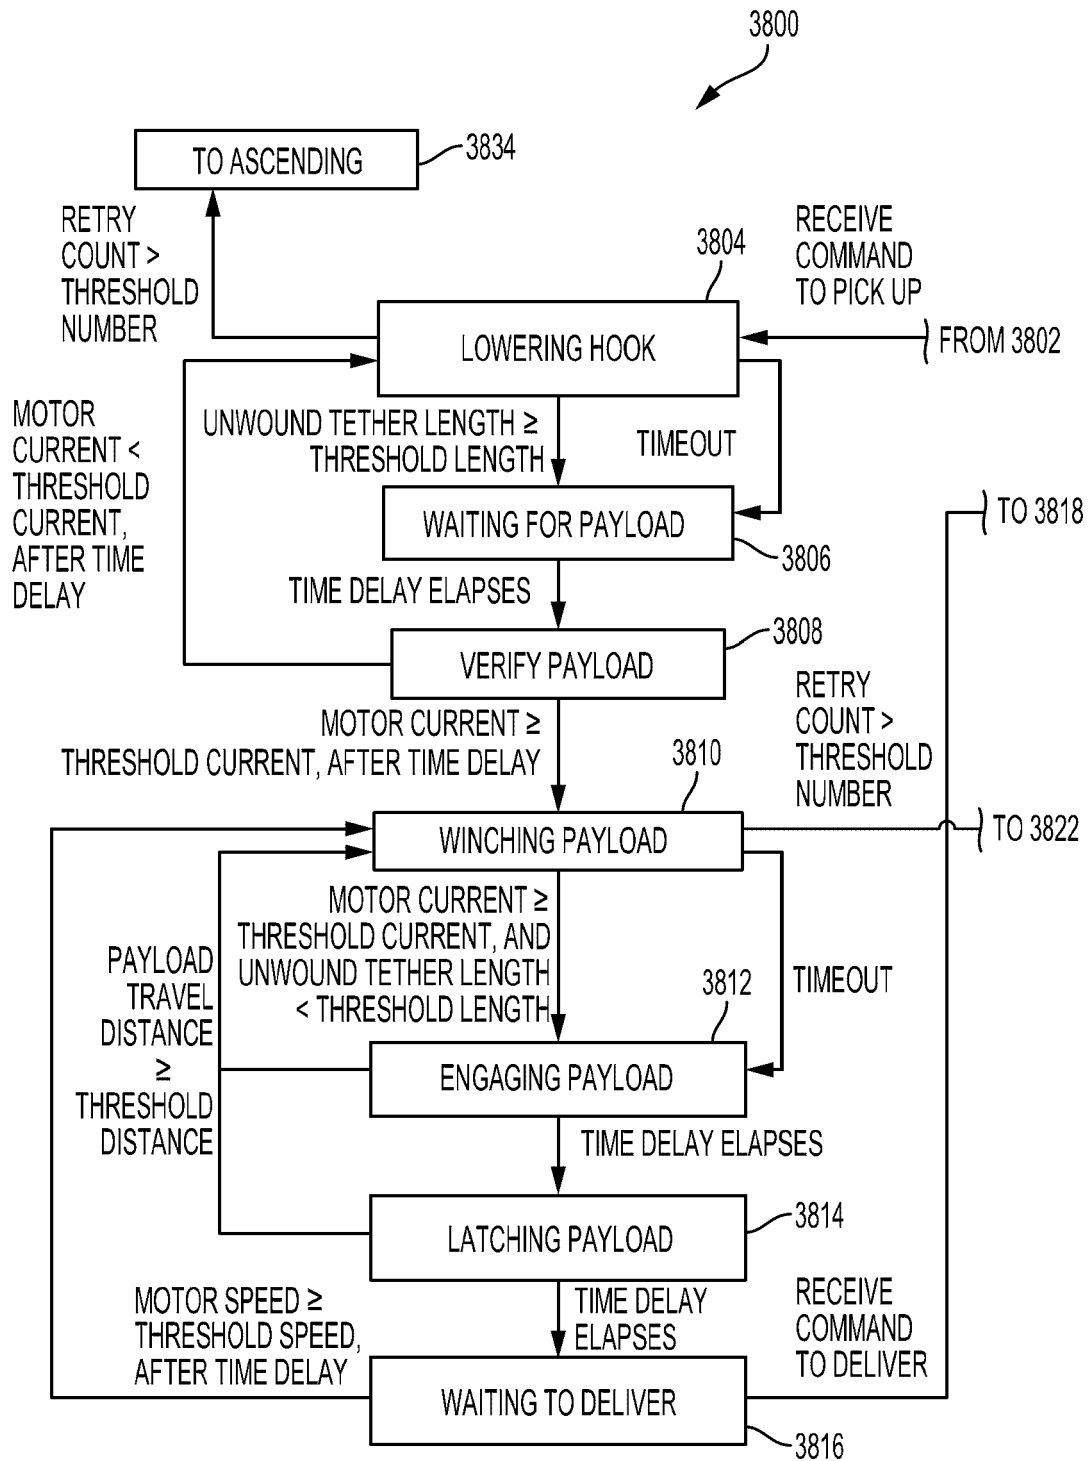 3800
TO ASCENDING
3834
RETRY
COUNT >
THRESHOLD
NUMBER
3804
RECEIVE
COMMAND
TO PICK UP
LOWERING HOOK
FROM 3802
MOTOR
CURRENT <
THRESHOLD
CURRENT,
AFTER TIME
DELAY
UNWOUND TETHER LENGTH ≥
THRESHOLD LENGTH
TIMEOUT
WAITING FOR PAYLOAD
3806
TO 3818
TIME DELAY ELAPSES
3808
VERIFY PAYLOAD
MOTOR CURRENT ≥
THRESHOLD CURRENT, AFTER TIME DELAY
RETRY
COUNT >
THRESHOLD
NUMBER
3810
WINCHING PAYLOAD
TO 3822
MOTOR CURRENT ≥
THRESHOLD CURRENT, AND
UNWOUND TETHER LENGTH
< THRESHOLD LENGTH
PAYLOAD
TRAVEL
DISTANCE
≥
THRESHOLD
DISTANCE
3812
TIMEOUT
ENGAGING PAYLOAD
TIME DELAY ELAPSES
LATCHING PAYLOAD
3814
MOTOR SPEED ≥
THRESHOLD SPEED,
AFTER TIME DELAY
TIME DELAY
ELAPSES
RECEIVE
COMMAND
TO DELIVER
WAITING TO DELIVER
3816